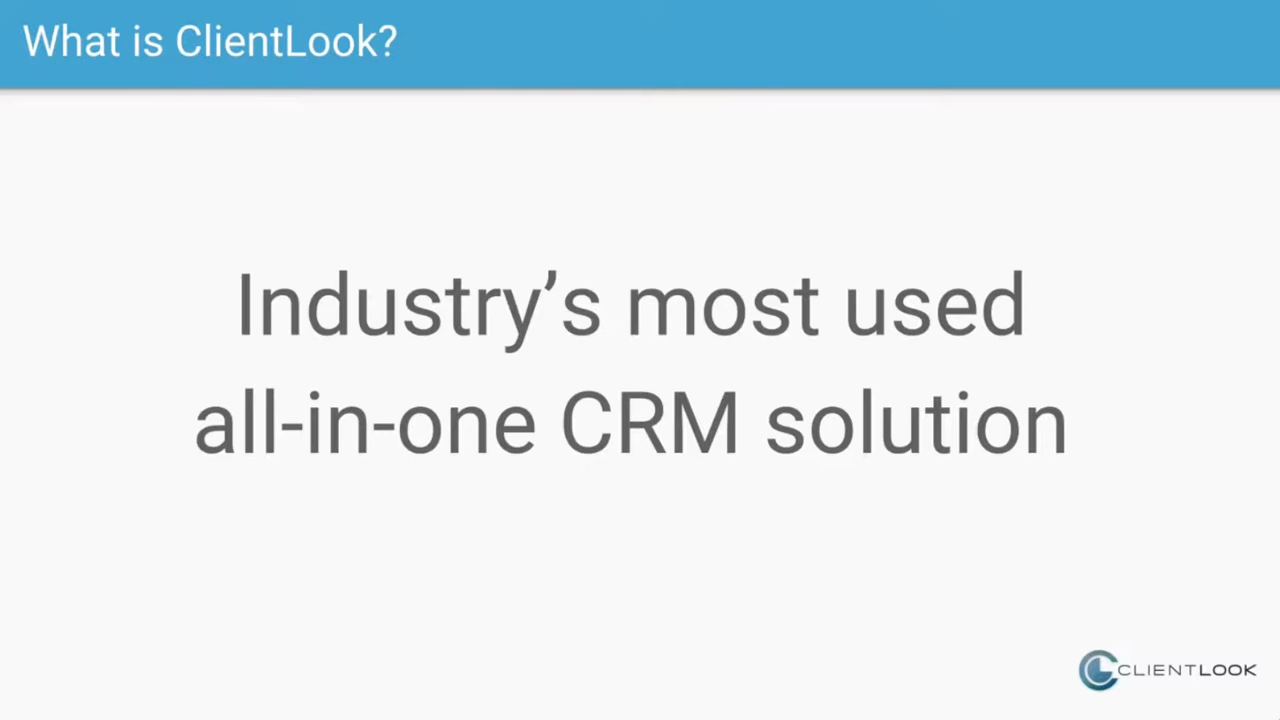 What is ClientLook?
Industry’s most used
all-in-one CRM solution
CLIENTLOOK